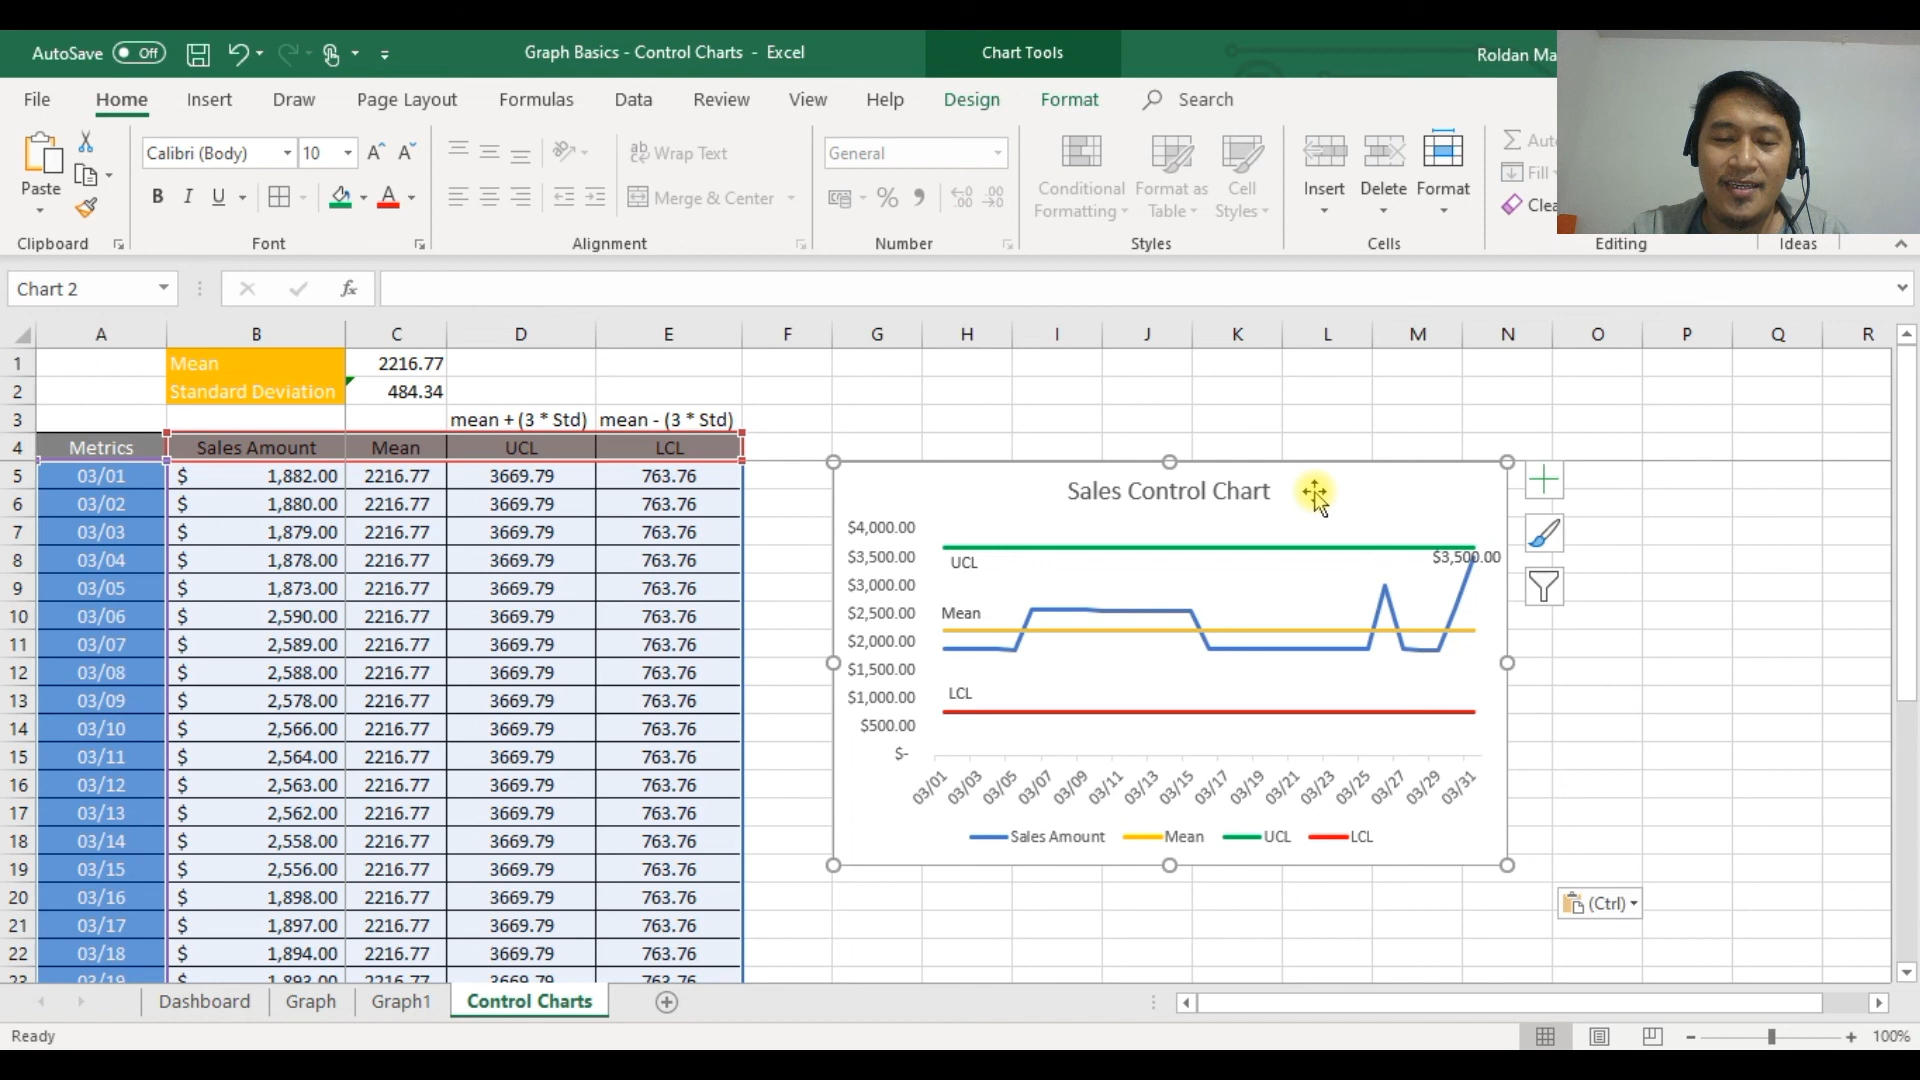 AutoSave Off Graph Basics - Control Charts - Excel Chart Tools Roldan Ma
File Home Insert Draw Page Layout Formulas Data Review View Help Design Format Search
Paste
Calibri (Body) 10
B I U
Wrap Text
Merge & Center
General
Conditional Formatting
Format as Table
Cell Styles
Insert Delete Format
Auto
Fill
Clea
Clipboard Font Alignment Number Styles Cells Editing Ideas
Chart 2 fx
A B C D E F G H I J K L M N O P Q R
1 Mean 2216.77
2 Standard Deviation 484.34
3 mean + (3 * Std) mean - (3 * Std)
4 Metrics Sales Amount Mean UCL LCL
5 03/01 $ 1,882.00 2216.77 3669.79 763.76
6 03/02 $ 1,880.00 2216.77 3669.79 763.76
7 03/03 $ 1,879.00 2216.77 3669.79 763.76
8 03/04 $ 1,878.00 2216.77 3669.79 763.76
9 03/05 $ 1,873.00 2216.77 3669.79 763.76
10 03/06 $ 2,590.00 2216.77 3669.79 763.76
11 03/07 $ 2,589.00 2216.77 3669.79 763.76
12 03/08 $ 2,588.00 2216.77 3669.79 763.76
13 03/09 $ 2,578.00 2216.77 3669.79 763.76
14 03/10 $ 2,566.00 2216.77 3669.79 763.76
15 03/11 $ 2,564.00 2216.77 3669.79 763.76
16 03/12 $ 2,563.00 2216.77 3669.79 763.76
17 03/13 $ 2,562.00 2216.77 3669.79 763.76
18 03/14 $ 2,558.00 2216.77 3669.79 763.76
19 03/15 $ 2,556.00 2216.77 3669.79 763.76
20 03/16 $ 1,898.00 2216.77 3669.79 763.76
21 03/17 $ 1,897.00 2216.77 3669.79 763.76
22 03/18 $ 1,894.00 2216.77 3669.79 763.76
23 03/19 $ 1,893.00 2216.77 3669.79 763.76
Sales Control Chart
$4,000.00
$3,500.00
$3,000.00
$2,500.00
$2,000.00
$1,500.00
$1,000.00
$500.00
$-
UCL
$3,500.00
Mean
LCL
03/01 03/03 03/05 03/07 03/09 03/11 03/13 03/15 03/17 03/19 03/21 03/23 03/25 03/27 03/29 03/31
Sales Amount Mean UCL LCL
(Ctrl)
Dashboard Graph Graph1 Control Charts
Ready 100%